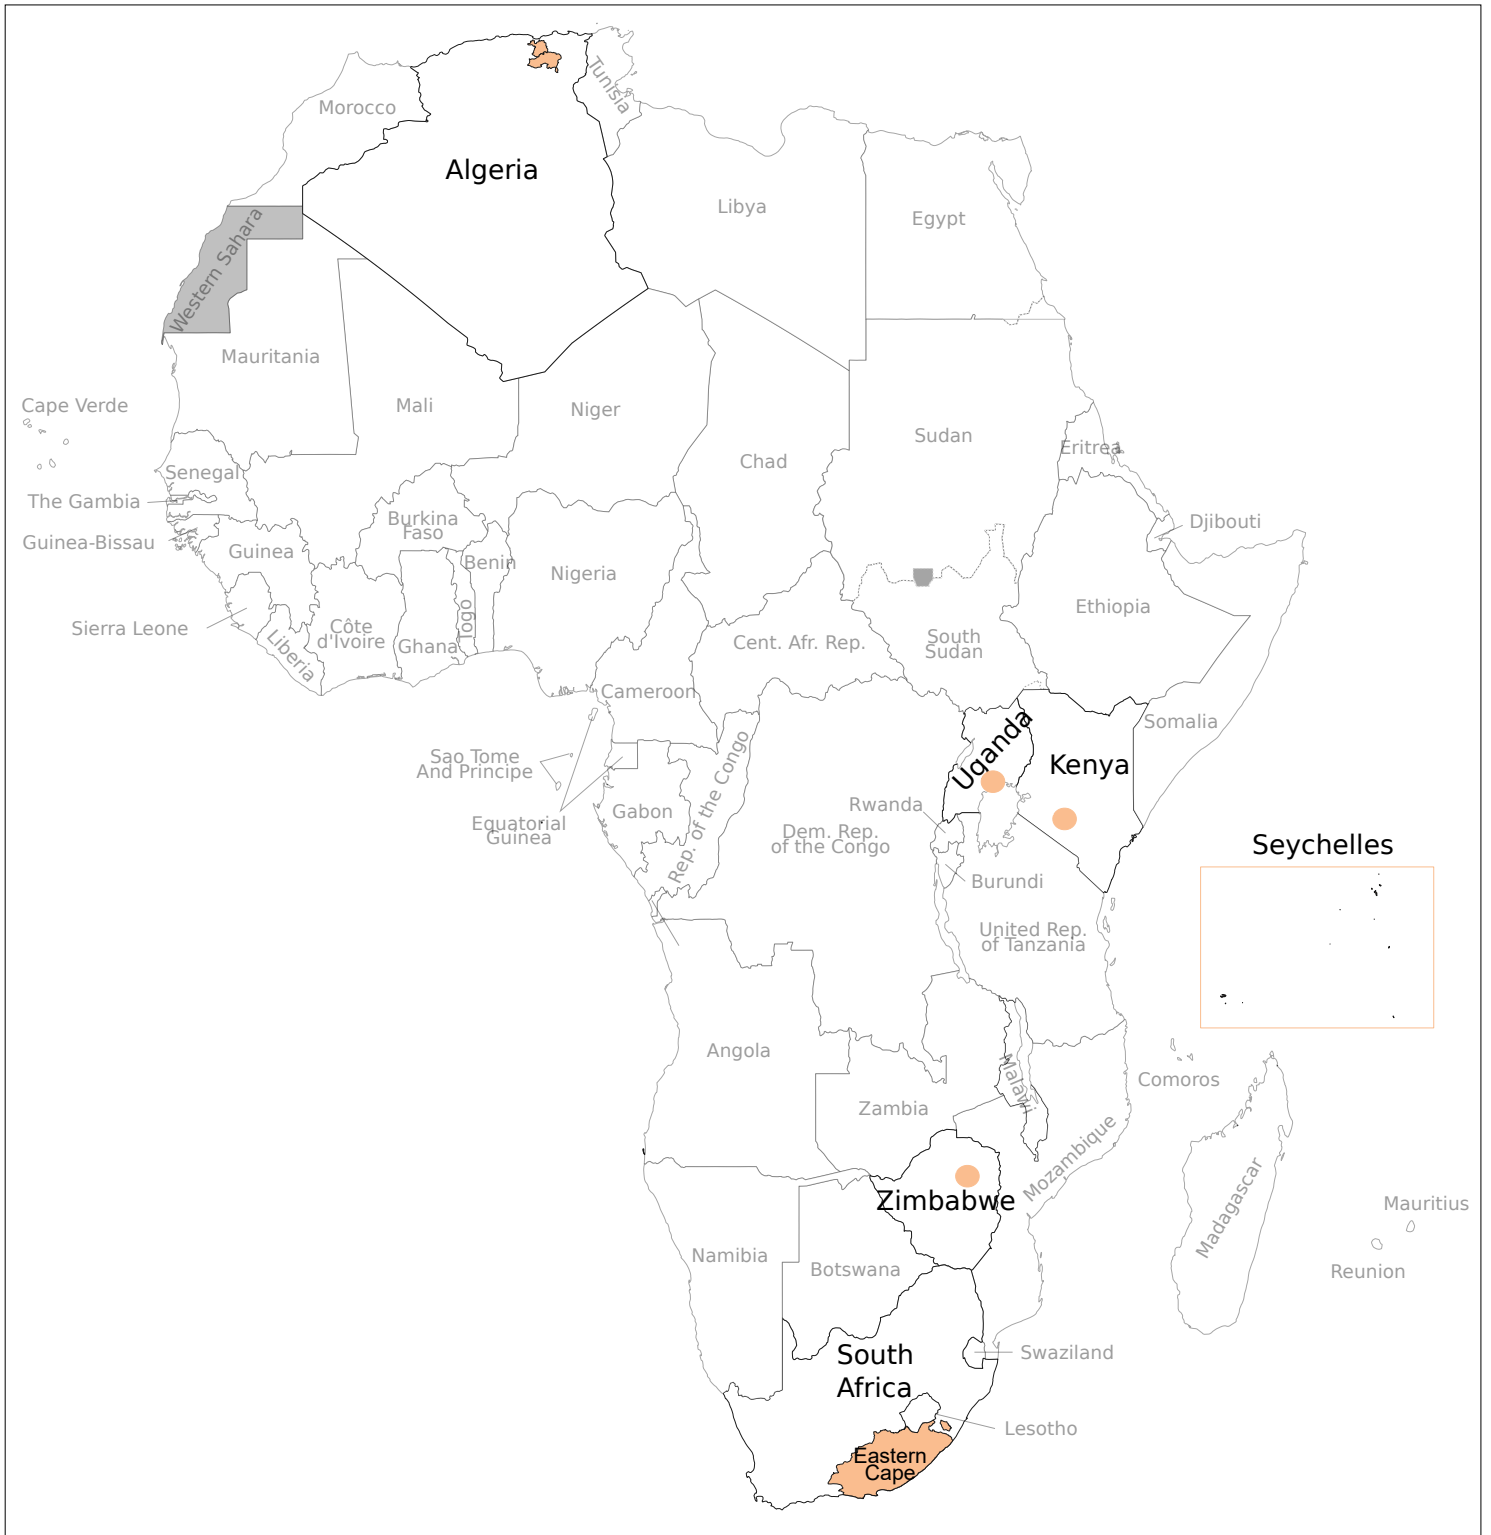 Tunisia
Morocco
Algeria
Libya
Egypt
Western Sahara
Mauritania
Cape Verde
Mali
Niger
Chad
Sudan
Eritrea
Senegal
The Gambia
Guinea-Bissau
Guinea
Burkina
Faso
Benin
Nigeria
Djibouti
Ethiopia
Sierra Leone
Liberia
Côte
d'Ivoire
Ghana
Togo
Cent. Afr. Rep.
South
Sudan
Cameroon
Somalia
Sao Tome
And Principe
Equatorial
Guinea
Gabon
Rep. of the Congo
Dem. Rep.
of the Congo
Uganda
Kenya
Rwanda
Burundi
United Rep.
of Tanzania
Seychelles
Angola
Zambia
Malawi
Comoros
Mozambique
Madagascar
Mauritius
Reunion
Zimbabwe
Namibia
Botswana
South
Africa
Swaziland
Lesotho
Eastern
Cape